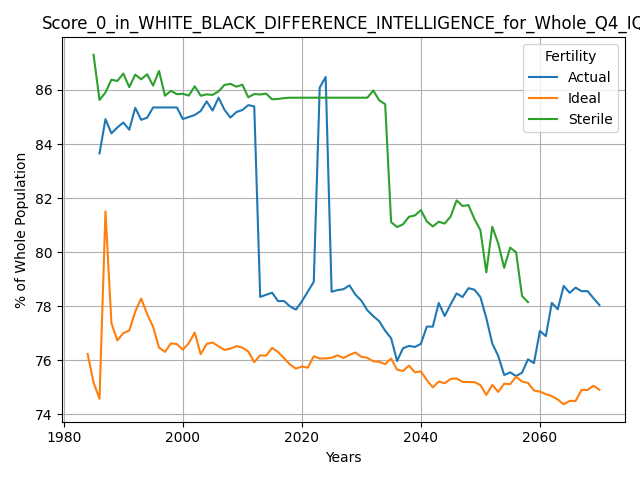 Score_0_in_WHITE_BLACK_DIFFERENCE_INTELLIGENCE_for_Whole_Q4_IQ
Fertility
Actual
Ideal
Sterile
% of Whole Population
86
84
82
80
78
76
74
1980
2000
2020
2040
2060
Years